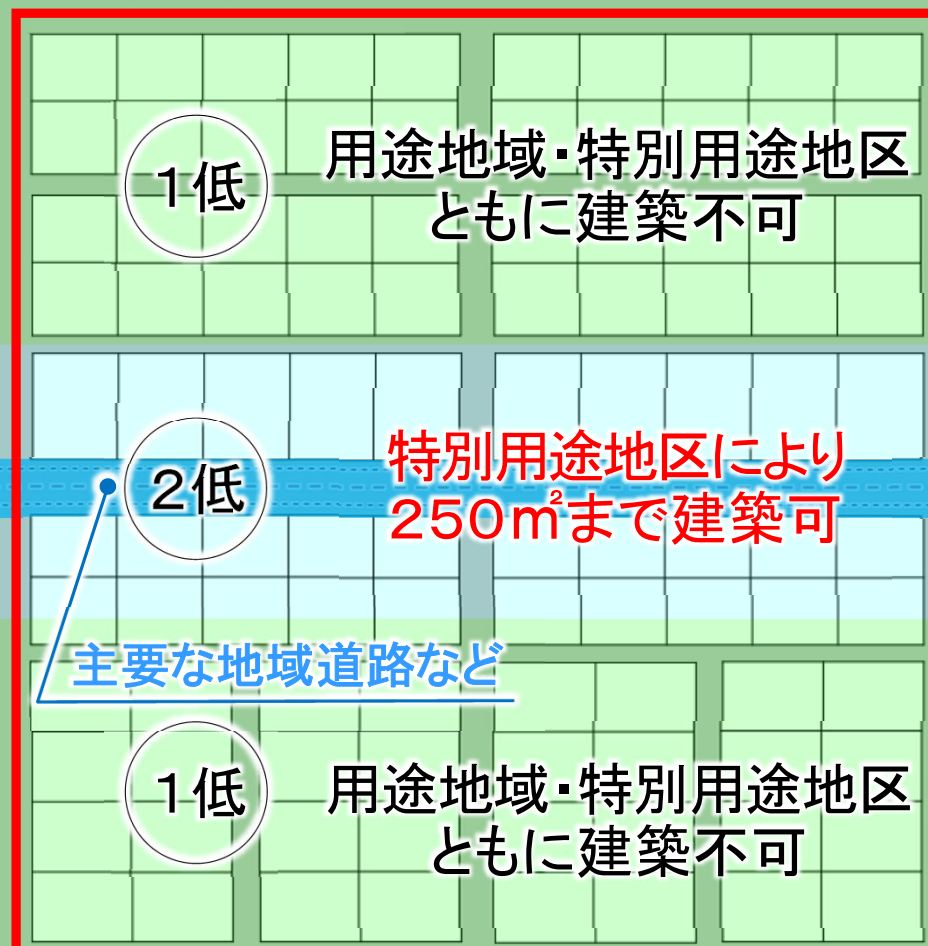 1低
用途地域・特別用途地区
ともに建築不可
2低
特別用途地区により
250㎡まで建築可
主要な地域道路など
1低
用途地域・特別用途地区
ともに建築不可